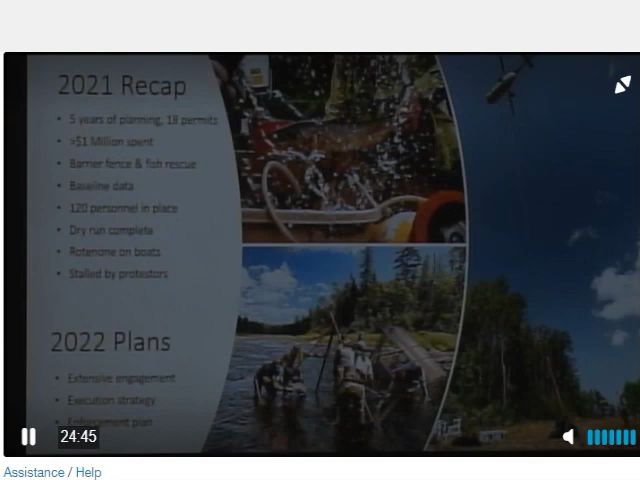 2021 Recap
• 5 years of planning, 18 permits
• >$1 Million spent
• Barrier fence & fish rescue
• Baseline data
• 120 personnel in place
• Dry run complete
• Rotenone on boats
• Stalled by protestors
2022 Plans
• Extensive engagement
• Execution strategy
• Enforcement plan
24:45
Assistance / Help